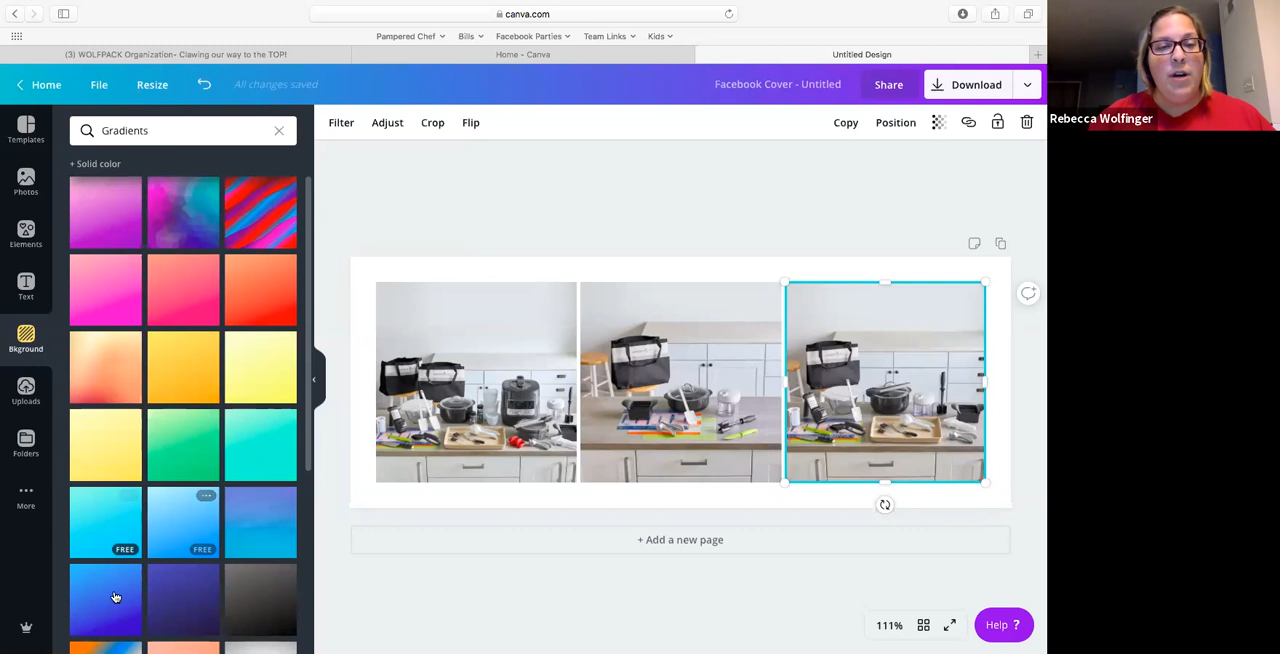 canva.com
Pampered Chef
Bills
Facebook Parties
Team Links
Kids
(3) WOLFPACK Organization- Clawing our way to the TOP!
Home - Canva
Untitled Design
Home
File
Resize
All changes saved
Facebook Cover - Untitled
Share
Download
Rebecca Wolfinger
Templates
Photos
Elements
Text
Bkground
Uploads
Folders
More
Gradients
+ Solid color
FREE
FREE
Filter
Adjust
Crop
Flip
Copy
Position
+ Add a new page
111%
Help ?